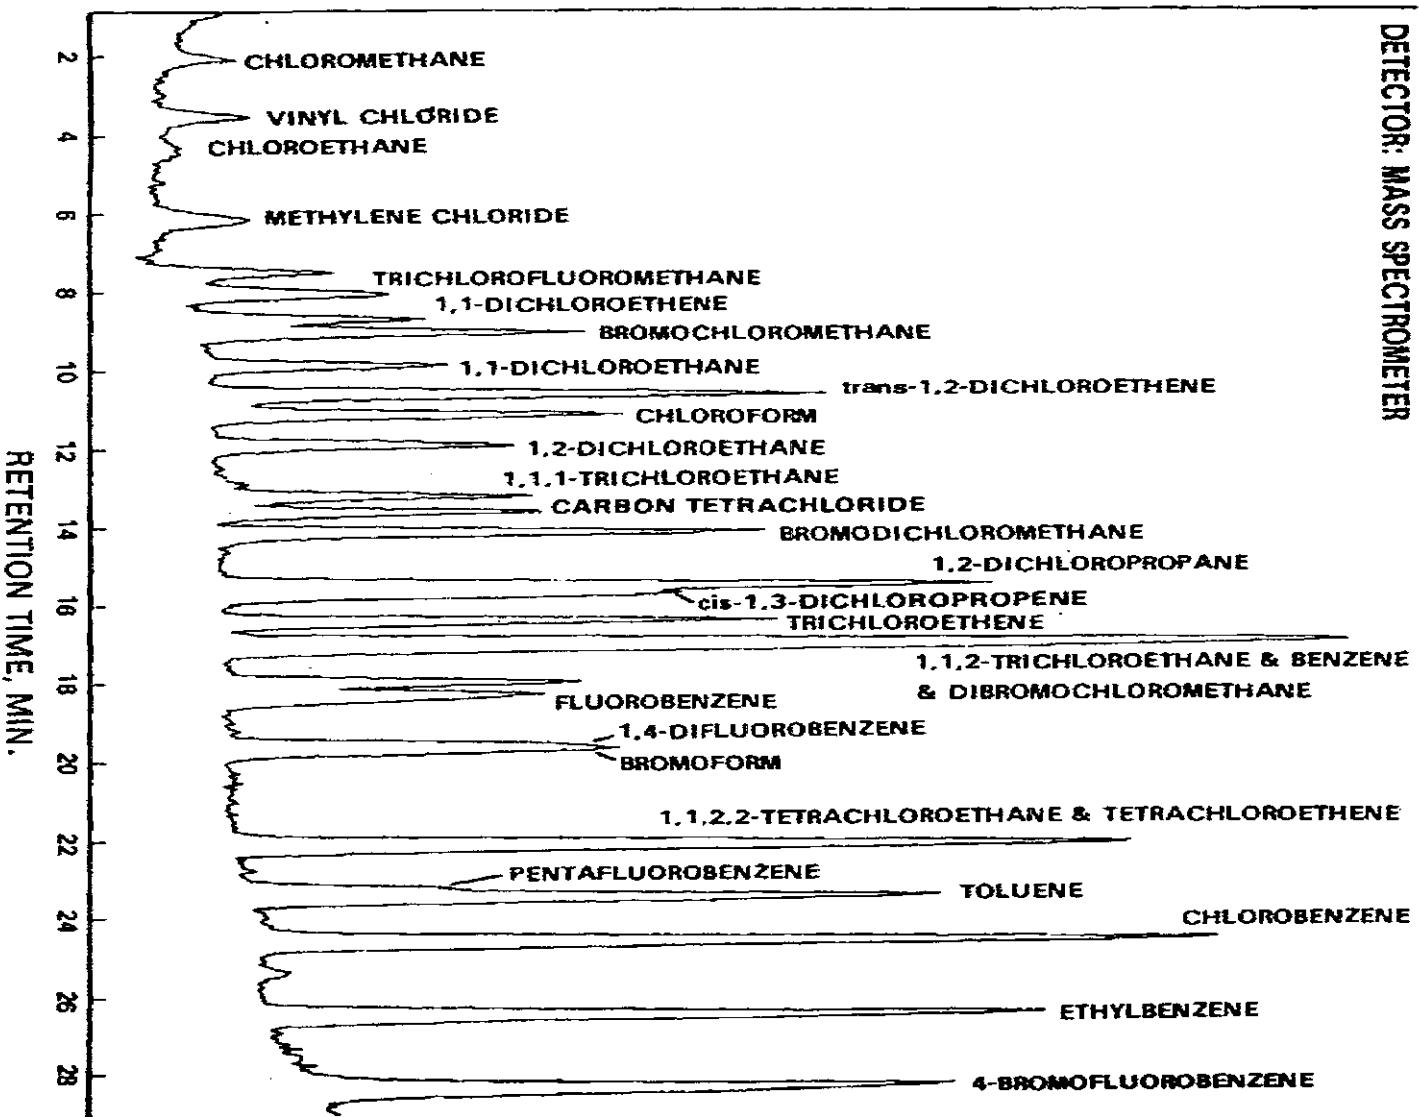 DETECTOR: MASS SPECTROMETER
2
CHLOROMETHANE
VINYL CHLORIDE
4
CHLOROETHANE
6
METHYLENE CHLORIDE
TRICHLOROFLUOROMETHANE
8
1,1-DICHLOROETHENE
BROMOCHLOROMETHANE
1,1-DICHLOROETHANE
10
trans-1,2-DICHLOROETHENE
CHLOROFORM
12
1,2-DICHLOROETHANE
1,1,1-TRICHLOROETHANE
CARBON TETRACHLORIDE
14
BROMODICHLOROMETHANE
1,2-DICHLOROPROPANE
cis-1,3-DICHLOROPROPENE
16
TRICHLOROETHENE
1,1,2-TRICHLOROETHANE & BENZENE
& DIBROMOCHLOROMETHANE
18
FLUOROBENZENE
1,4-DIFLUOROBENZENE
BROMOFORM
20
1,1,2,2-TETRACHLOROETHANE & TETRACHLOROETHENE
22
PENTAFLUOROBENZENE
TOLUENE
CHLOROBENZENE
24
26
ETHYLBENZENE
28
4-BROMOFLUOROBENZENE
RETENTION TIME, MIN.